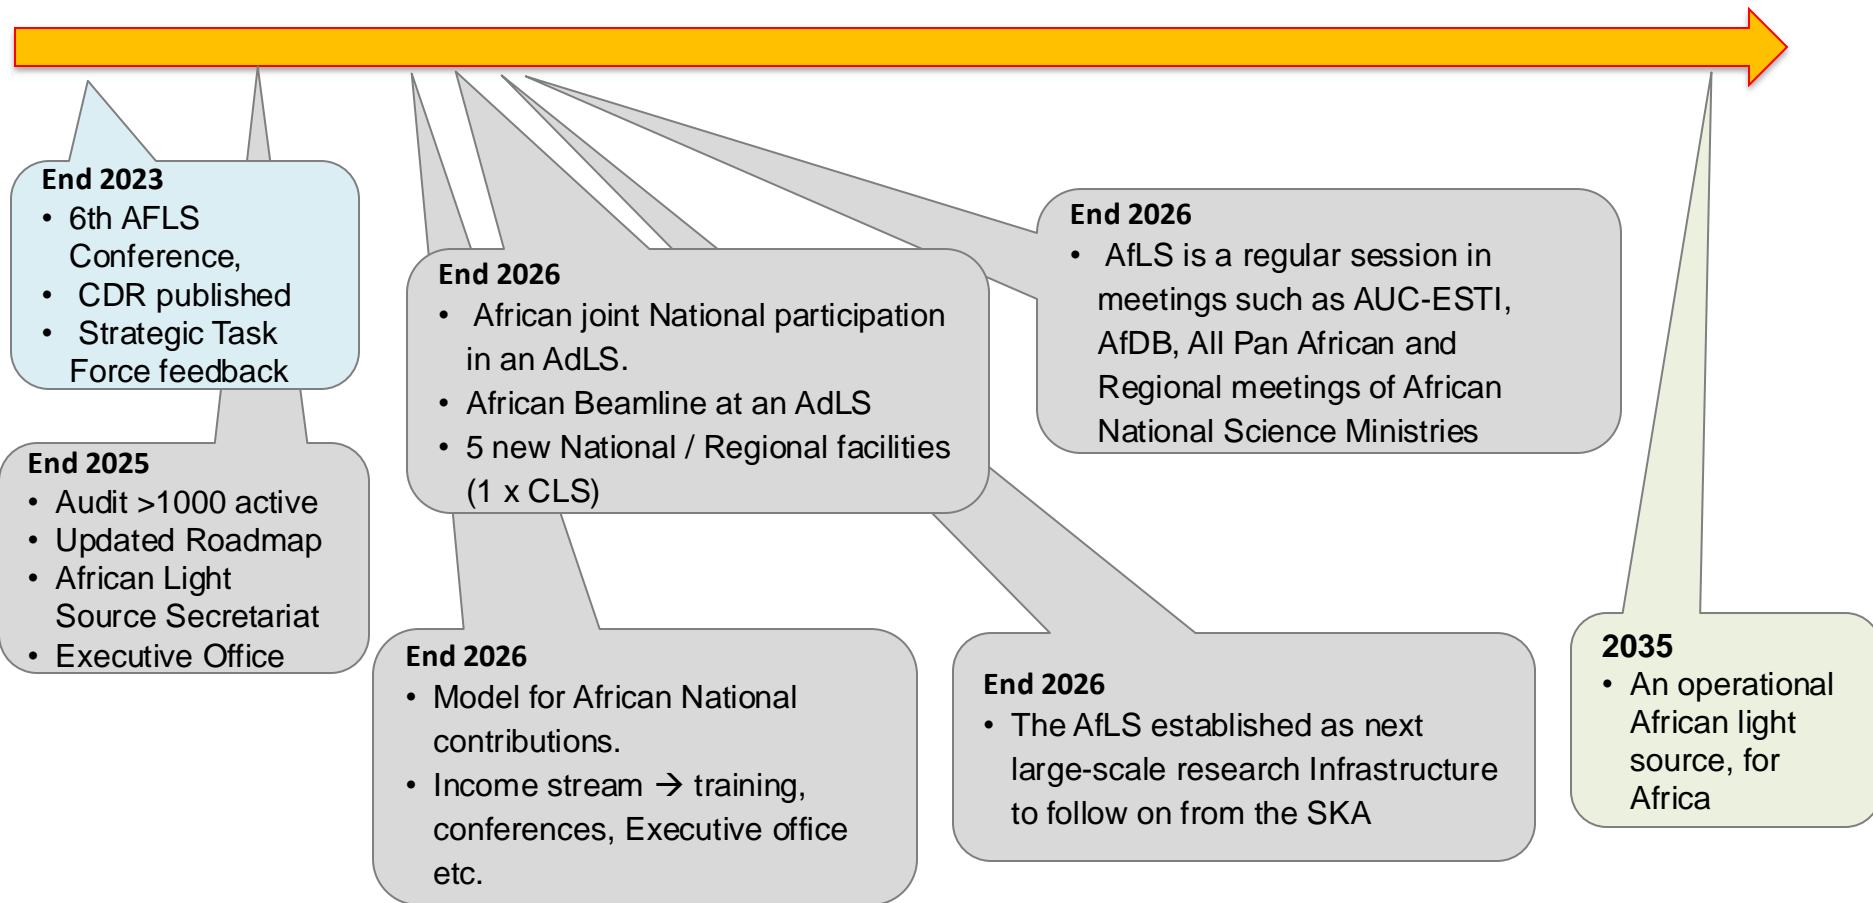 End 2023
• 6th AFLS
Conference,
• CDR published
• Strategic Task
Force feedback
End 2025
• Audit >1000 active
• Updated Roadmap
• African Light
Source Secretariat
• Executive Office
End 2026
• African joint National participation
in an AdLS.
• African Beamline at an AdLS
• 5 new National / Regional facilities
(1 x CLS)
End 2026
• Model for African National
contributions.
• Income stream → training,
conferences, Executive office
etc.
End 2026
• AfLS is a regular session in
meetings such as AUC-ESTI,
AfDB, All Pan African and
Regional meetings of African
National Science Ministries
End 2026
• The AfLS established as next
large-scale research Infrastructure
to follow on from the SKA
2035
• An operational
African light
source, for
Africa